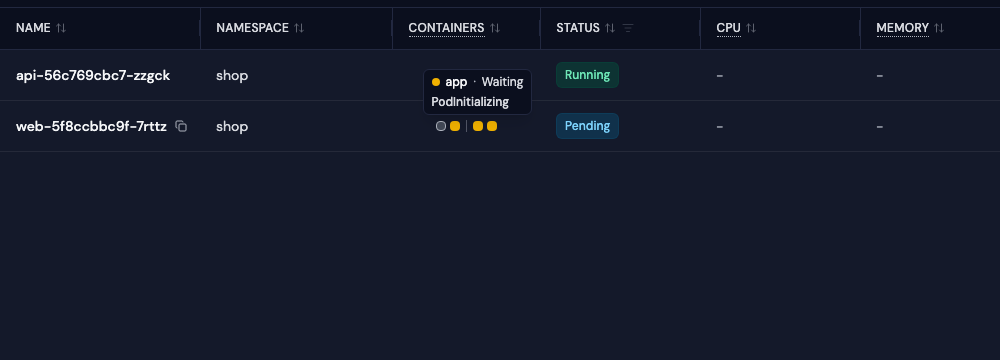 NAME NAMESPACE CONTAINERS STATUS CPU MEMORY
api-56c769cbc7-zzgck shop Running - -
app · Waiting
PodInitializing
web-5f8ccbbc9f-7rttz shop Pending - -